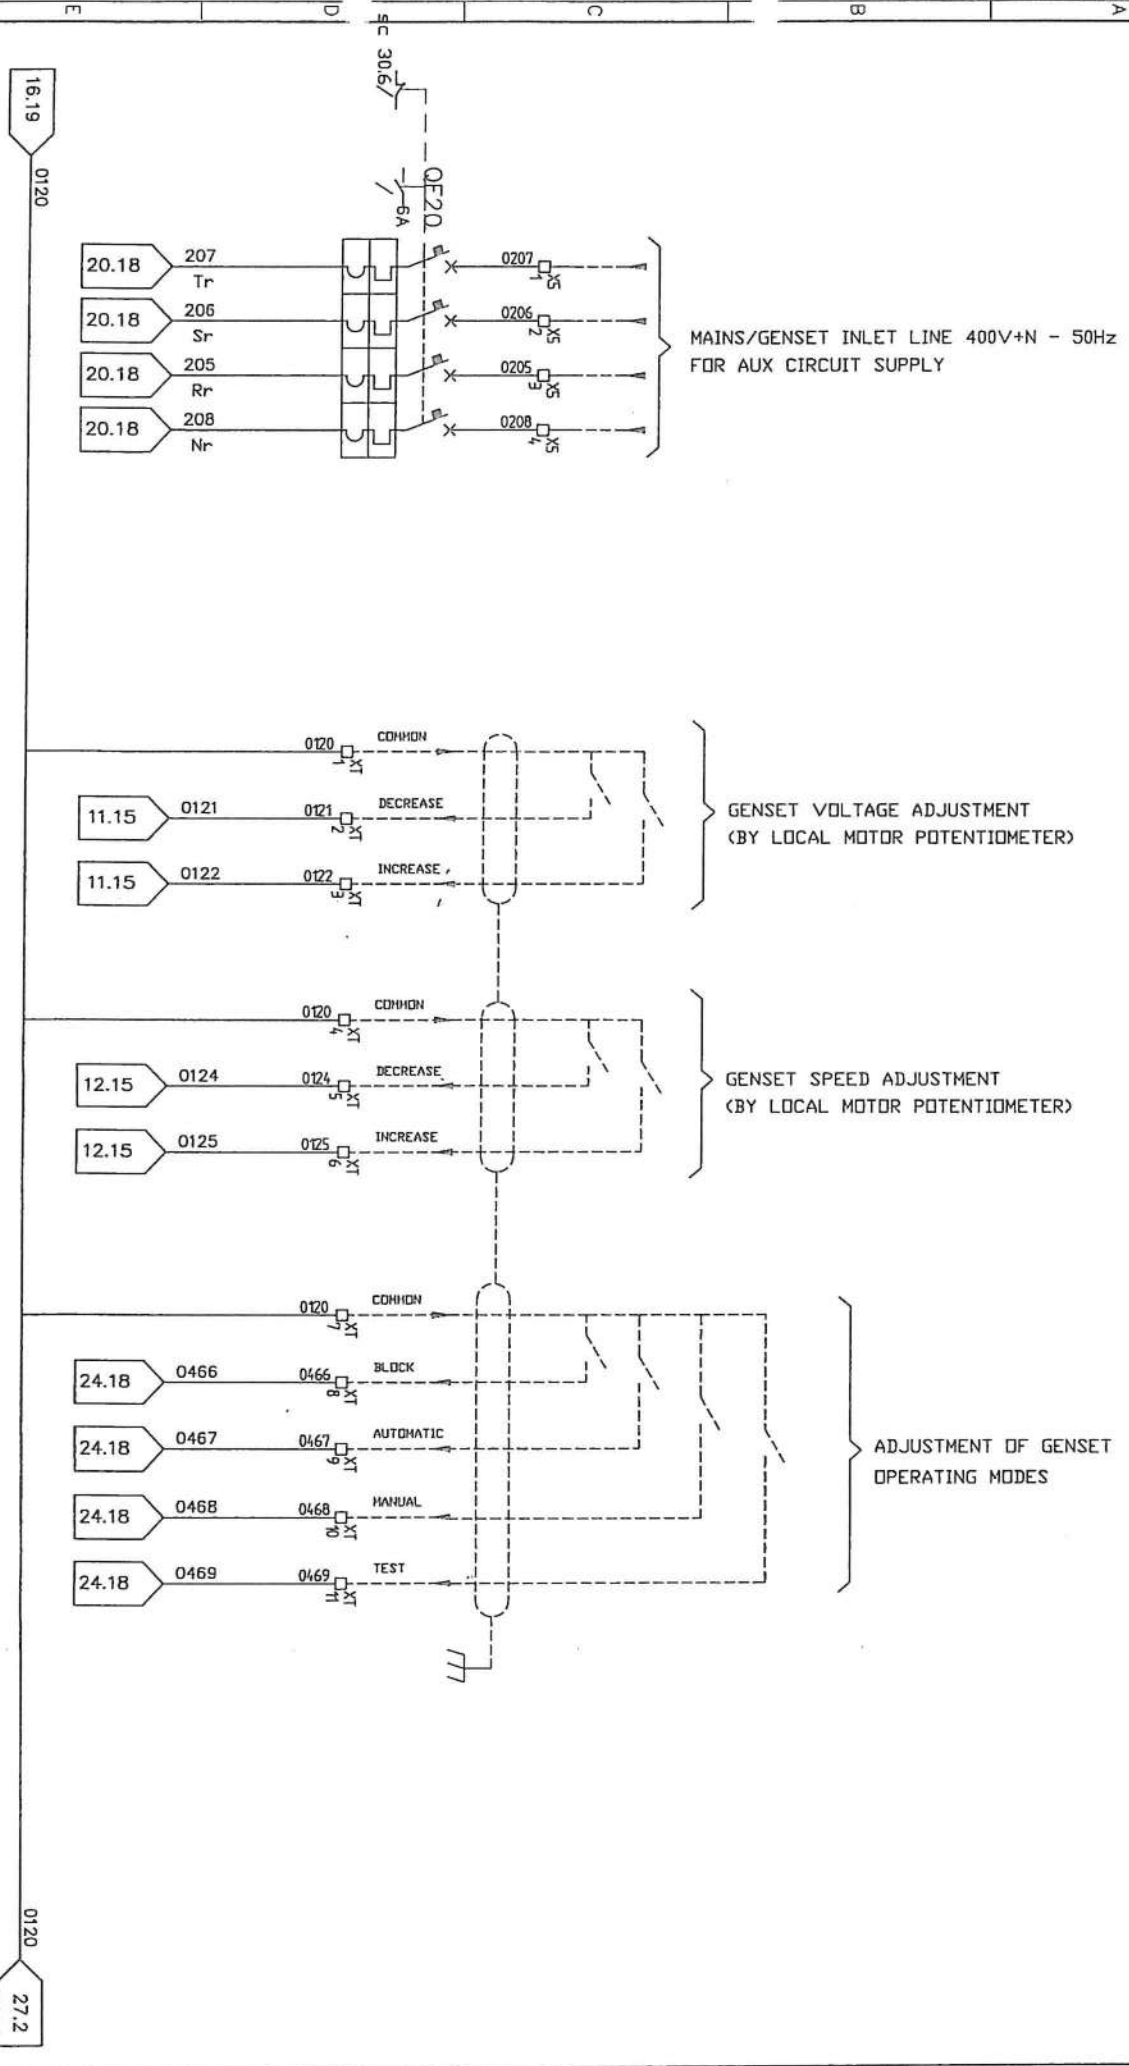 E
D
C
B
A
sc 30.6
16.19
0120
QF20
6A
20.18
207
Tr
0207
1
X5
20.18
206
Sr
0206
2
X5
20.18
205
Rr
0205
3
X5
20.18
208
Nr
0208
4
X5
MAINS/GENSET INLET LINE 400V+N - 50Hz
FOR AUX CIRCUIT SUPPLY
0120
1
XT
COMMON
11.15
0121
0121
2
XT
DECREASE
11.15
0122
0122
3
XT
INCREASE
GENSET VOLTAGE ADJUSTMENT
(BY LOCAL MOTOR POTENTIOMETER)
0120
4
XT
COMMON
12.15
0124
0124
5
XT
DECREASE
12.15
0125
0125
6
XT
INCREASE
GENSET SPEED ADJUSTMENT
(BY LOCAL MOTOR POTENTIOMETER)
0120
7
XT
COMMON
24.18
0466
0466
8
XT
BLOCK
24.18
0467
0467
9
XT
AUTOMATIC
24.18
0468
0468
10
XT
MANUAL
24.18
0469
0469
11
XT
TEST
ADJUSTMENT OF GENSET
OPERATING MODES
0120
27.2